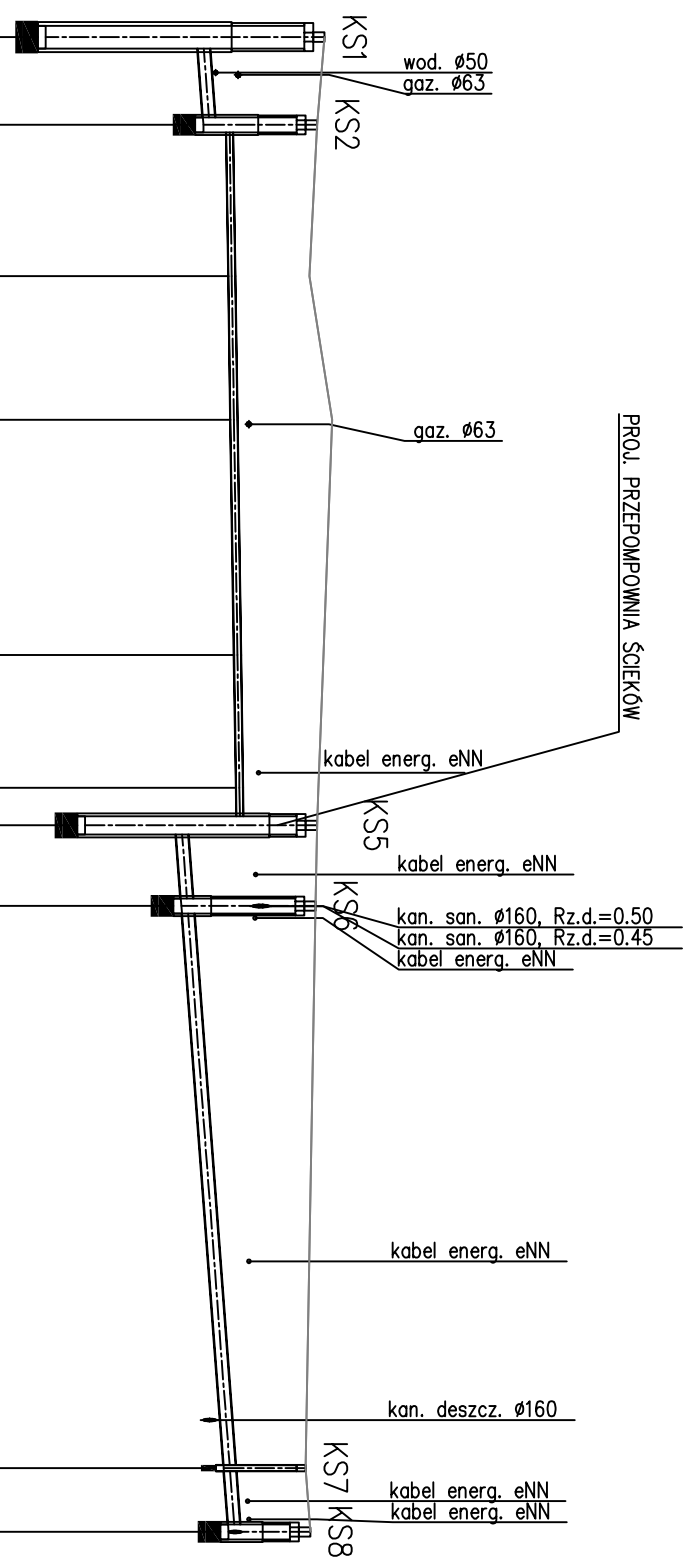 KS1
wod. Ø50
gaz. Ø63
KS2
gaz. Ø63
PROJ. PRZEPOMPOWNIA ŚCIEKÓW
kabel energ. eNN
KS5
kabel energ. eNN
KS6
kan. san. Ø160, Rz.d.=0.50
kan. san. Ø160, Rz.d.=0.45
kabel energ. eNN
kabel energ. eNN
kan. deszcz. Ø160
KS7
kabel energ. eNN
kabel energ. eNN
KS8